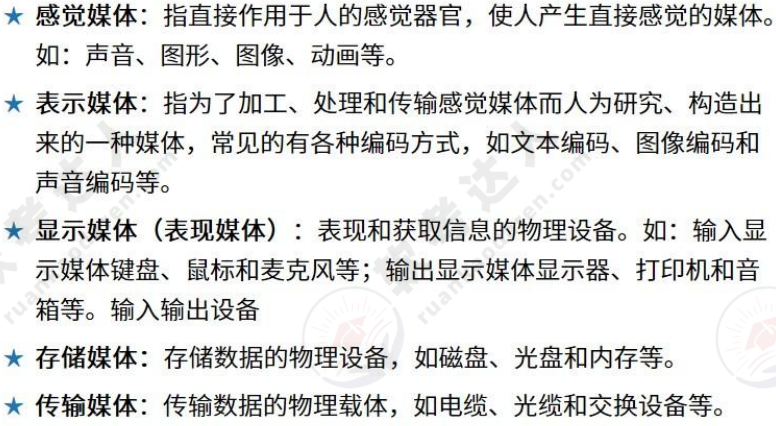 ★ 感觉媒体：指直接作用于人的感觉器官，使人产生直接感觉的媒体。
如：声音、图形、图像、动画等。
★ 表示媒体：指为了加工、处理和传输感觉媒体而人为研究、构造出
来的一种媒体，常见的有各种编码方式，如文本编码、图像编码和
声音编码等。
★ 显示媒体（表现媒体）：表现和获取信息的物理设备。如：输入显
示媒体键盘、鼠标和麦克风等；输出显示媒体显示器、打印机和音
箱等。输入输出设备
★ 存储媒体：存储数据的物理设备，如磁盘、光盘和内存等。
★ 传输媒体：传输数据的物理载体，如电缆、光缆和交换设备等。
软考达人